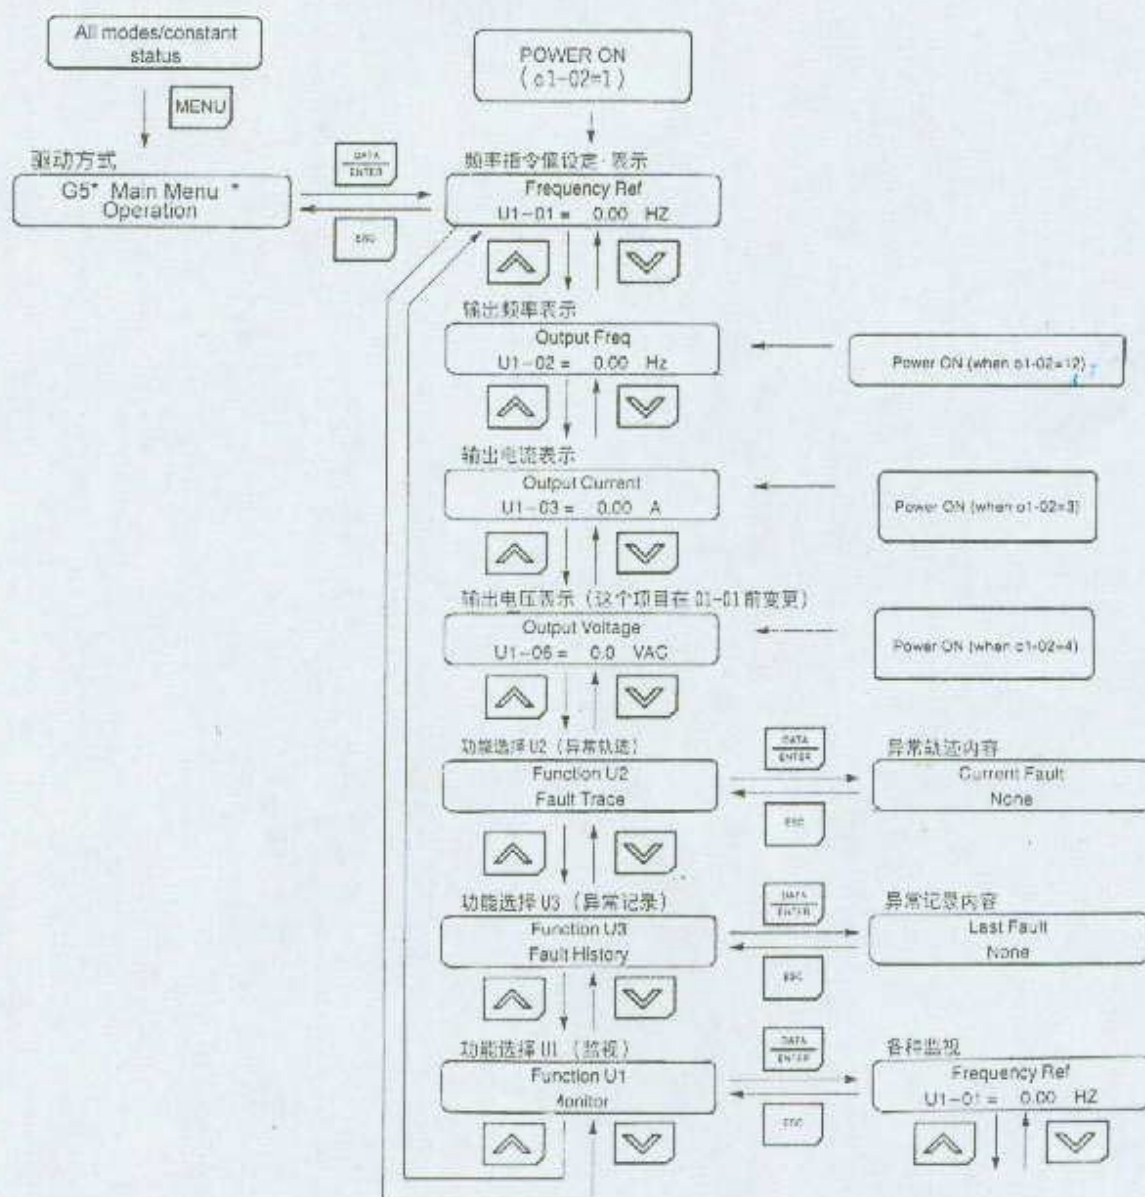 All modes/constant
status
MENU
POWER ON
( o1-02=1 )
驱动方式
G5* Main Menu *
Operation
DATA
ENTER
ESC
频率指令值设定·表示
Frequency Ref
U1-01 = 0.00 HZ
输出频率表示
Output Freq
U1-02 = 0.00 Hz
Power ON (when o1-02=12)
输出电流表示
Output Current
U1-03 = 0.00 A
Power ON (when o1-02=3)
输出电压表示 (这个项目在 O1-01 前变更)
Output Voltage
U1-06 = 0.0 VAC
Power ON (when o1-02=4)
功能选择 U2 (异常轨迹)
Function U2
Fault Trace
DATA
ENTER
ESC
异常轨迹内容
Current Fault
None
功能选择 U3 (异常记录)
Function U3
Fault History
DATA
ENTER
ESC
异常记录内容
Last Fault
None
功能选择 U1 (监视)
Function U1
Monitor
DATA
ENTER
ESC
各种监视
Frequency Ref
U1-01 = 0.00 HZ